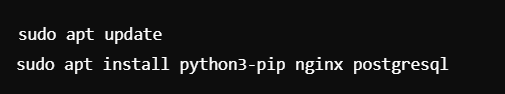 sudo apt update
sudo apt install python3-pip nginx postgresql